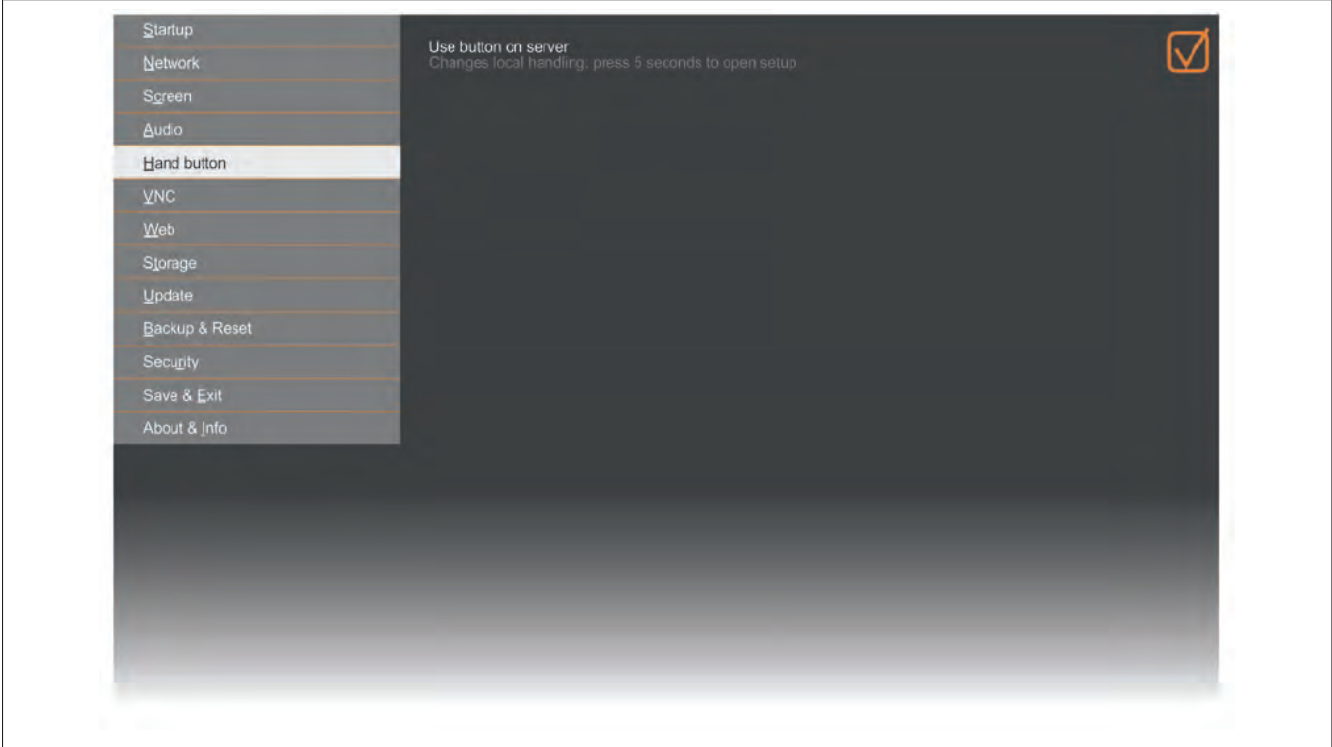 Startup
Network
Screen
Audio
Hand button
VNC
Web
Storage
Update
Backup & Reset
Security
Save & Exit
About & Info
Use button on server
Changes local handling: press 5 seconds to open setup